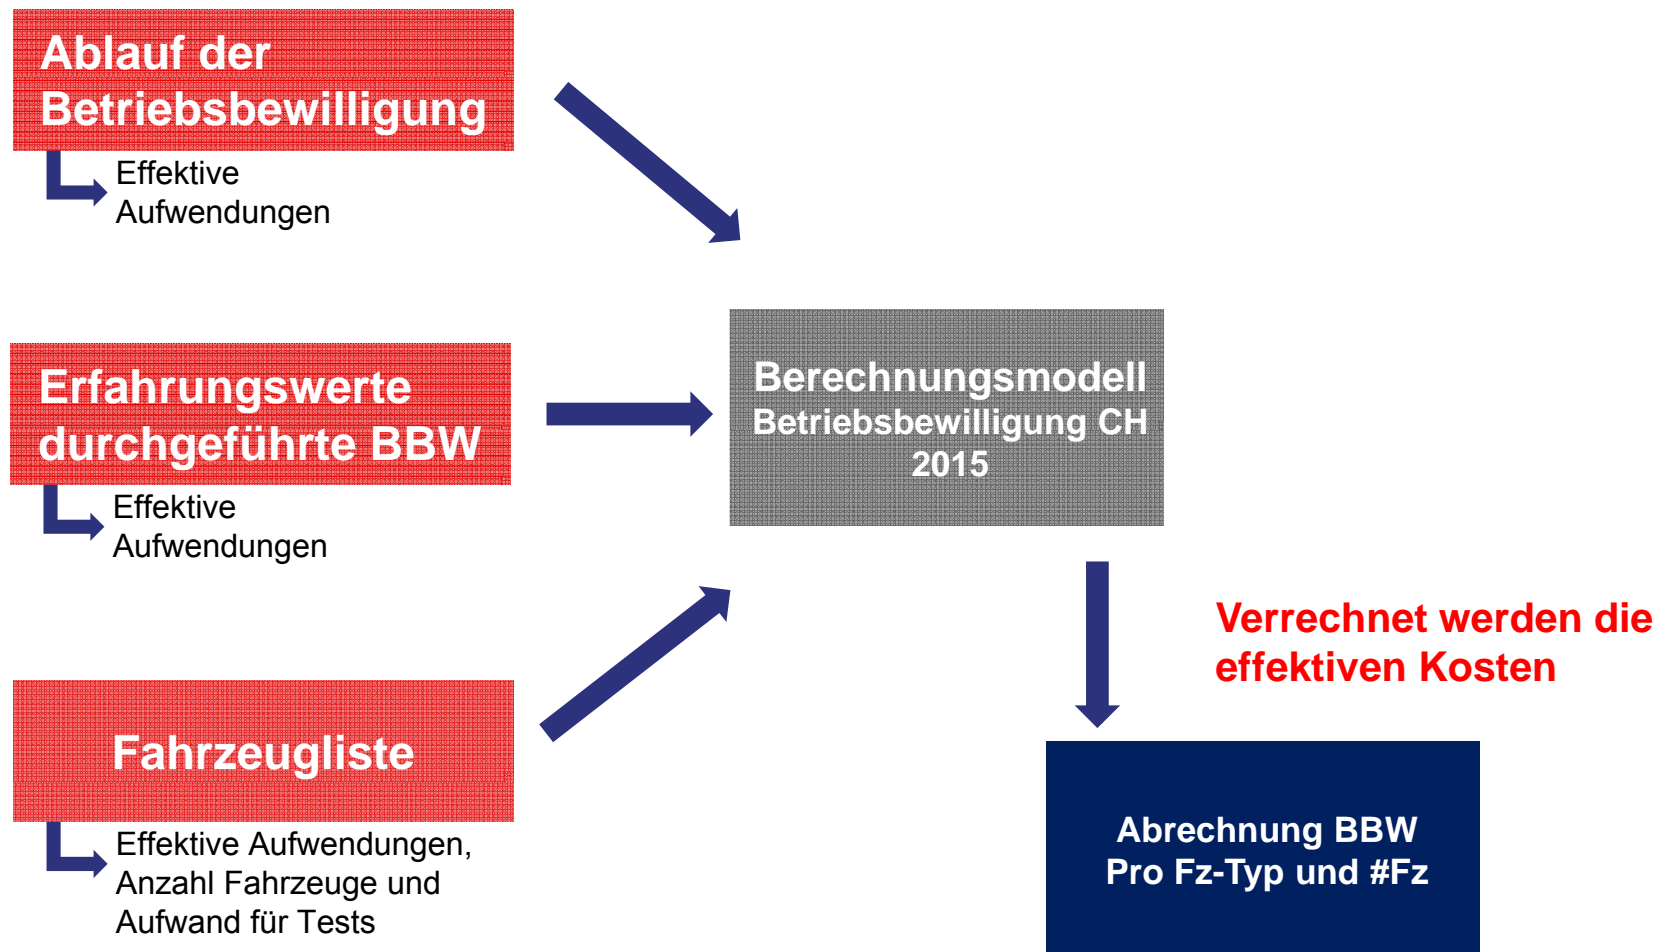 Ablauf der
Betriebsbewilligung
Effektive
Aufwendungen
Erfahrungswerte
durchgeführte BBW
Effektive
Aufwendungen
Fahrzeugliste
Effektive Aufwendungen,
Anzahl Fahrzeuge und
Aufwand für Tests
Berechnungsmodell
Betriebsbewilligung CH
2015
Verrechnet werden die
effektiven Kosten
Abrechnung BBW
Pro Fz-Typ und #Fz